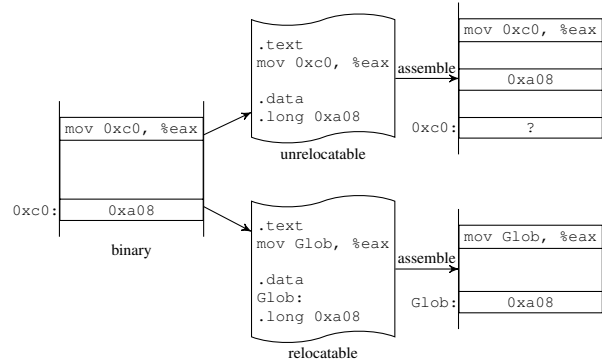 mov 0xc0, %eax
0xc0:
0xa08
binary
.text
mov 0xc0, %eax
.data
.long 0xa08
unrelocatable
assemble
mov 0xc0, %eax
0xa08
0xc0:
?
.text
mov Glob, %eax
.data
Glob:
.long 0xa08
relocatable
assemble
mov Glob, %eax
Glob:
0xa08